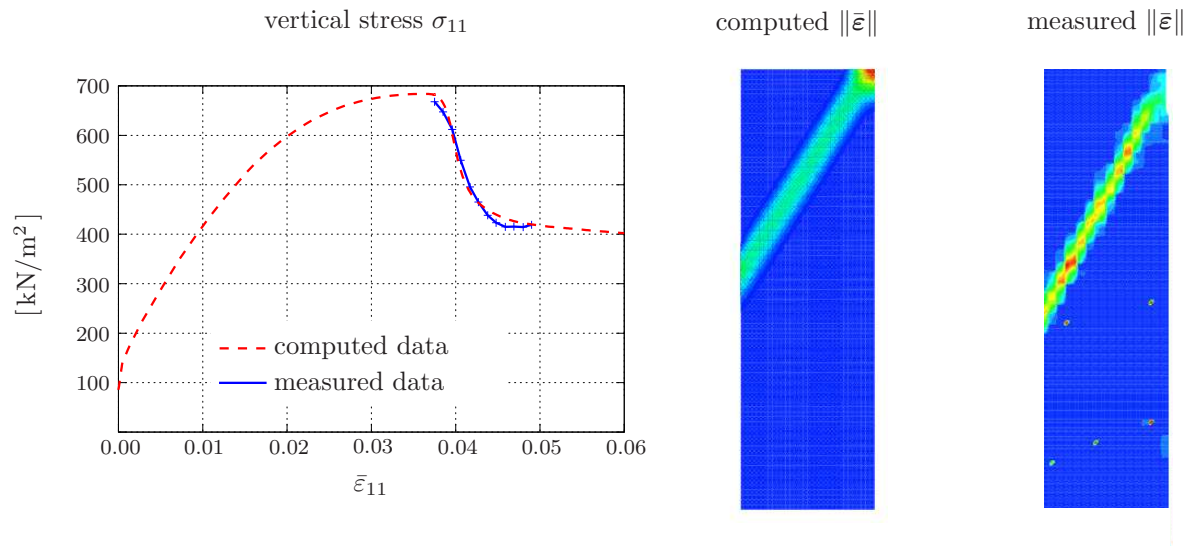 vertical stress σ₁₁
computed ‖ε̄‖
measured ‖ε̄‖
700
600
500
400
300
200
100
[kN/m²]
computed data
measured data
0.00 0.01 0.02 0.03 0.04 0.05 0.06
ε̄₁₁